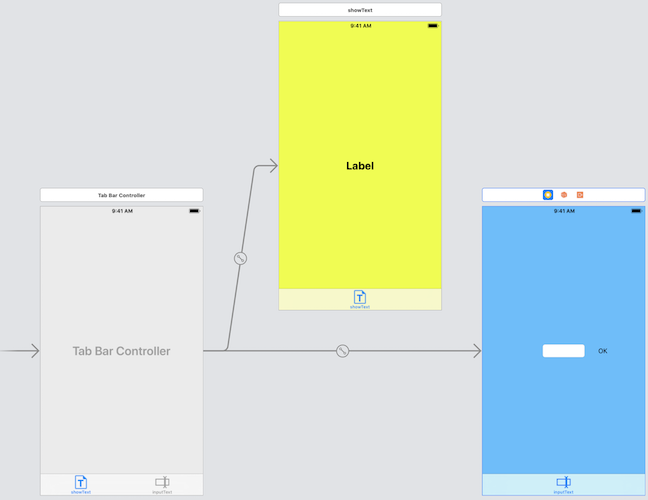 showText
9:41 AM
Label
T
showText
Tab Bar Controller
9:41 AM
Tab Bar Controller
T
showText
inputText
9:41 AM
OK
inputText